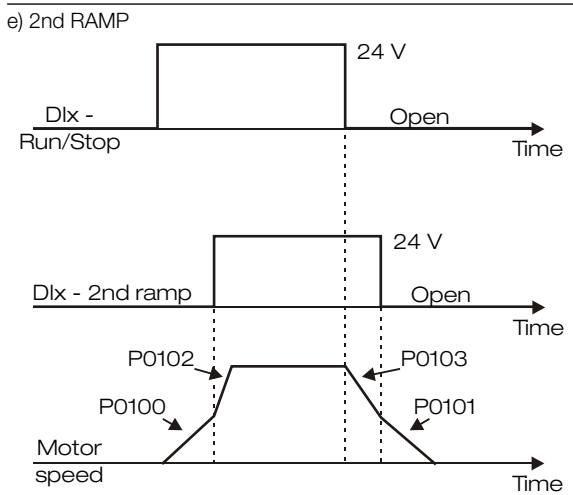 e) 2nd RAMP
24 V
DIx -
Run/Stop
Open
Time
24 V
DIx - 2nd ramp
Open
Time
P0102
P0103
P0100
P0101
Motor
speed
Time